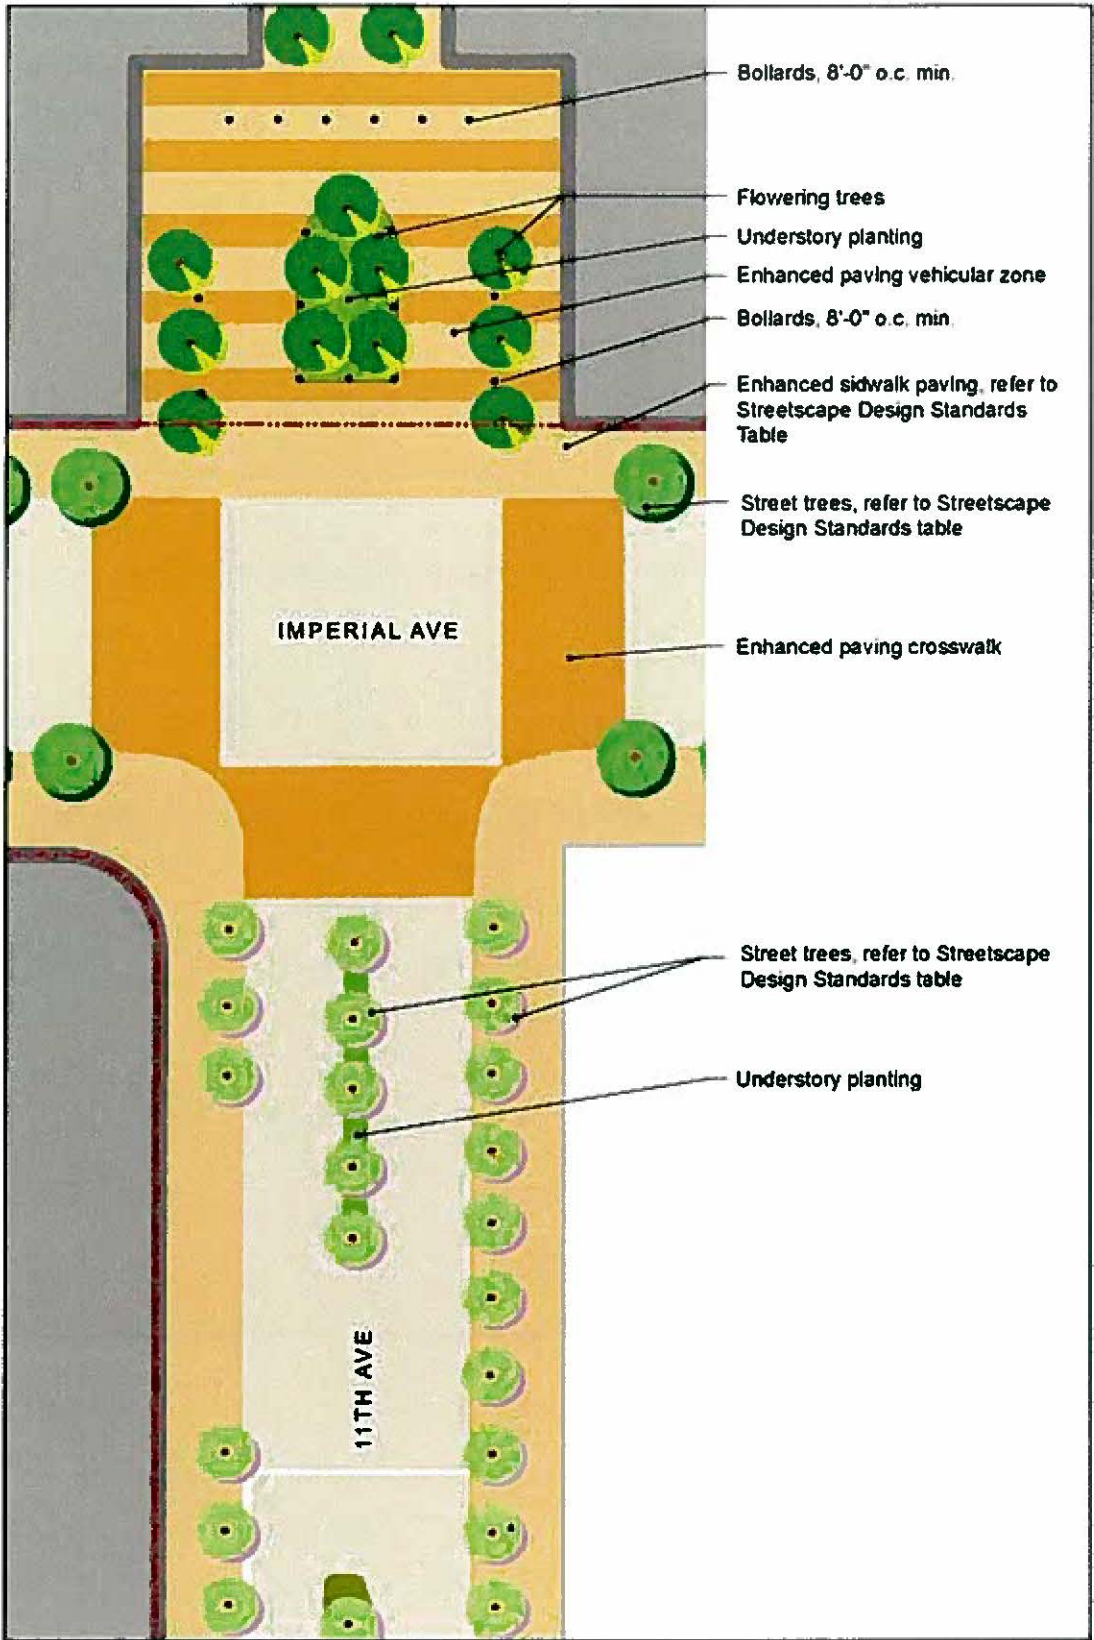 Bollards, 8'-0" o.c. min.
Flowering trees
Understory planting
Enhanced paving vehicular zone
Bollards, 8'-0" o.c. min.
Enhanced sidwalk paving, refer to
Streetscape Design Standards
Table
Street trees, refer to Streetscape
Design Standards table
IMPERIAL AVE
Enhanced paving crosswalk
Street trees, refer to Streetscape
Design Standards table
Understory planting
11TH AVE